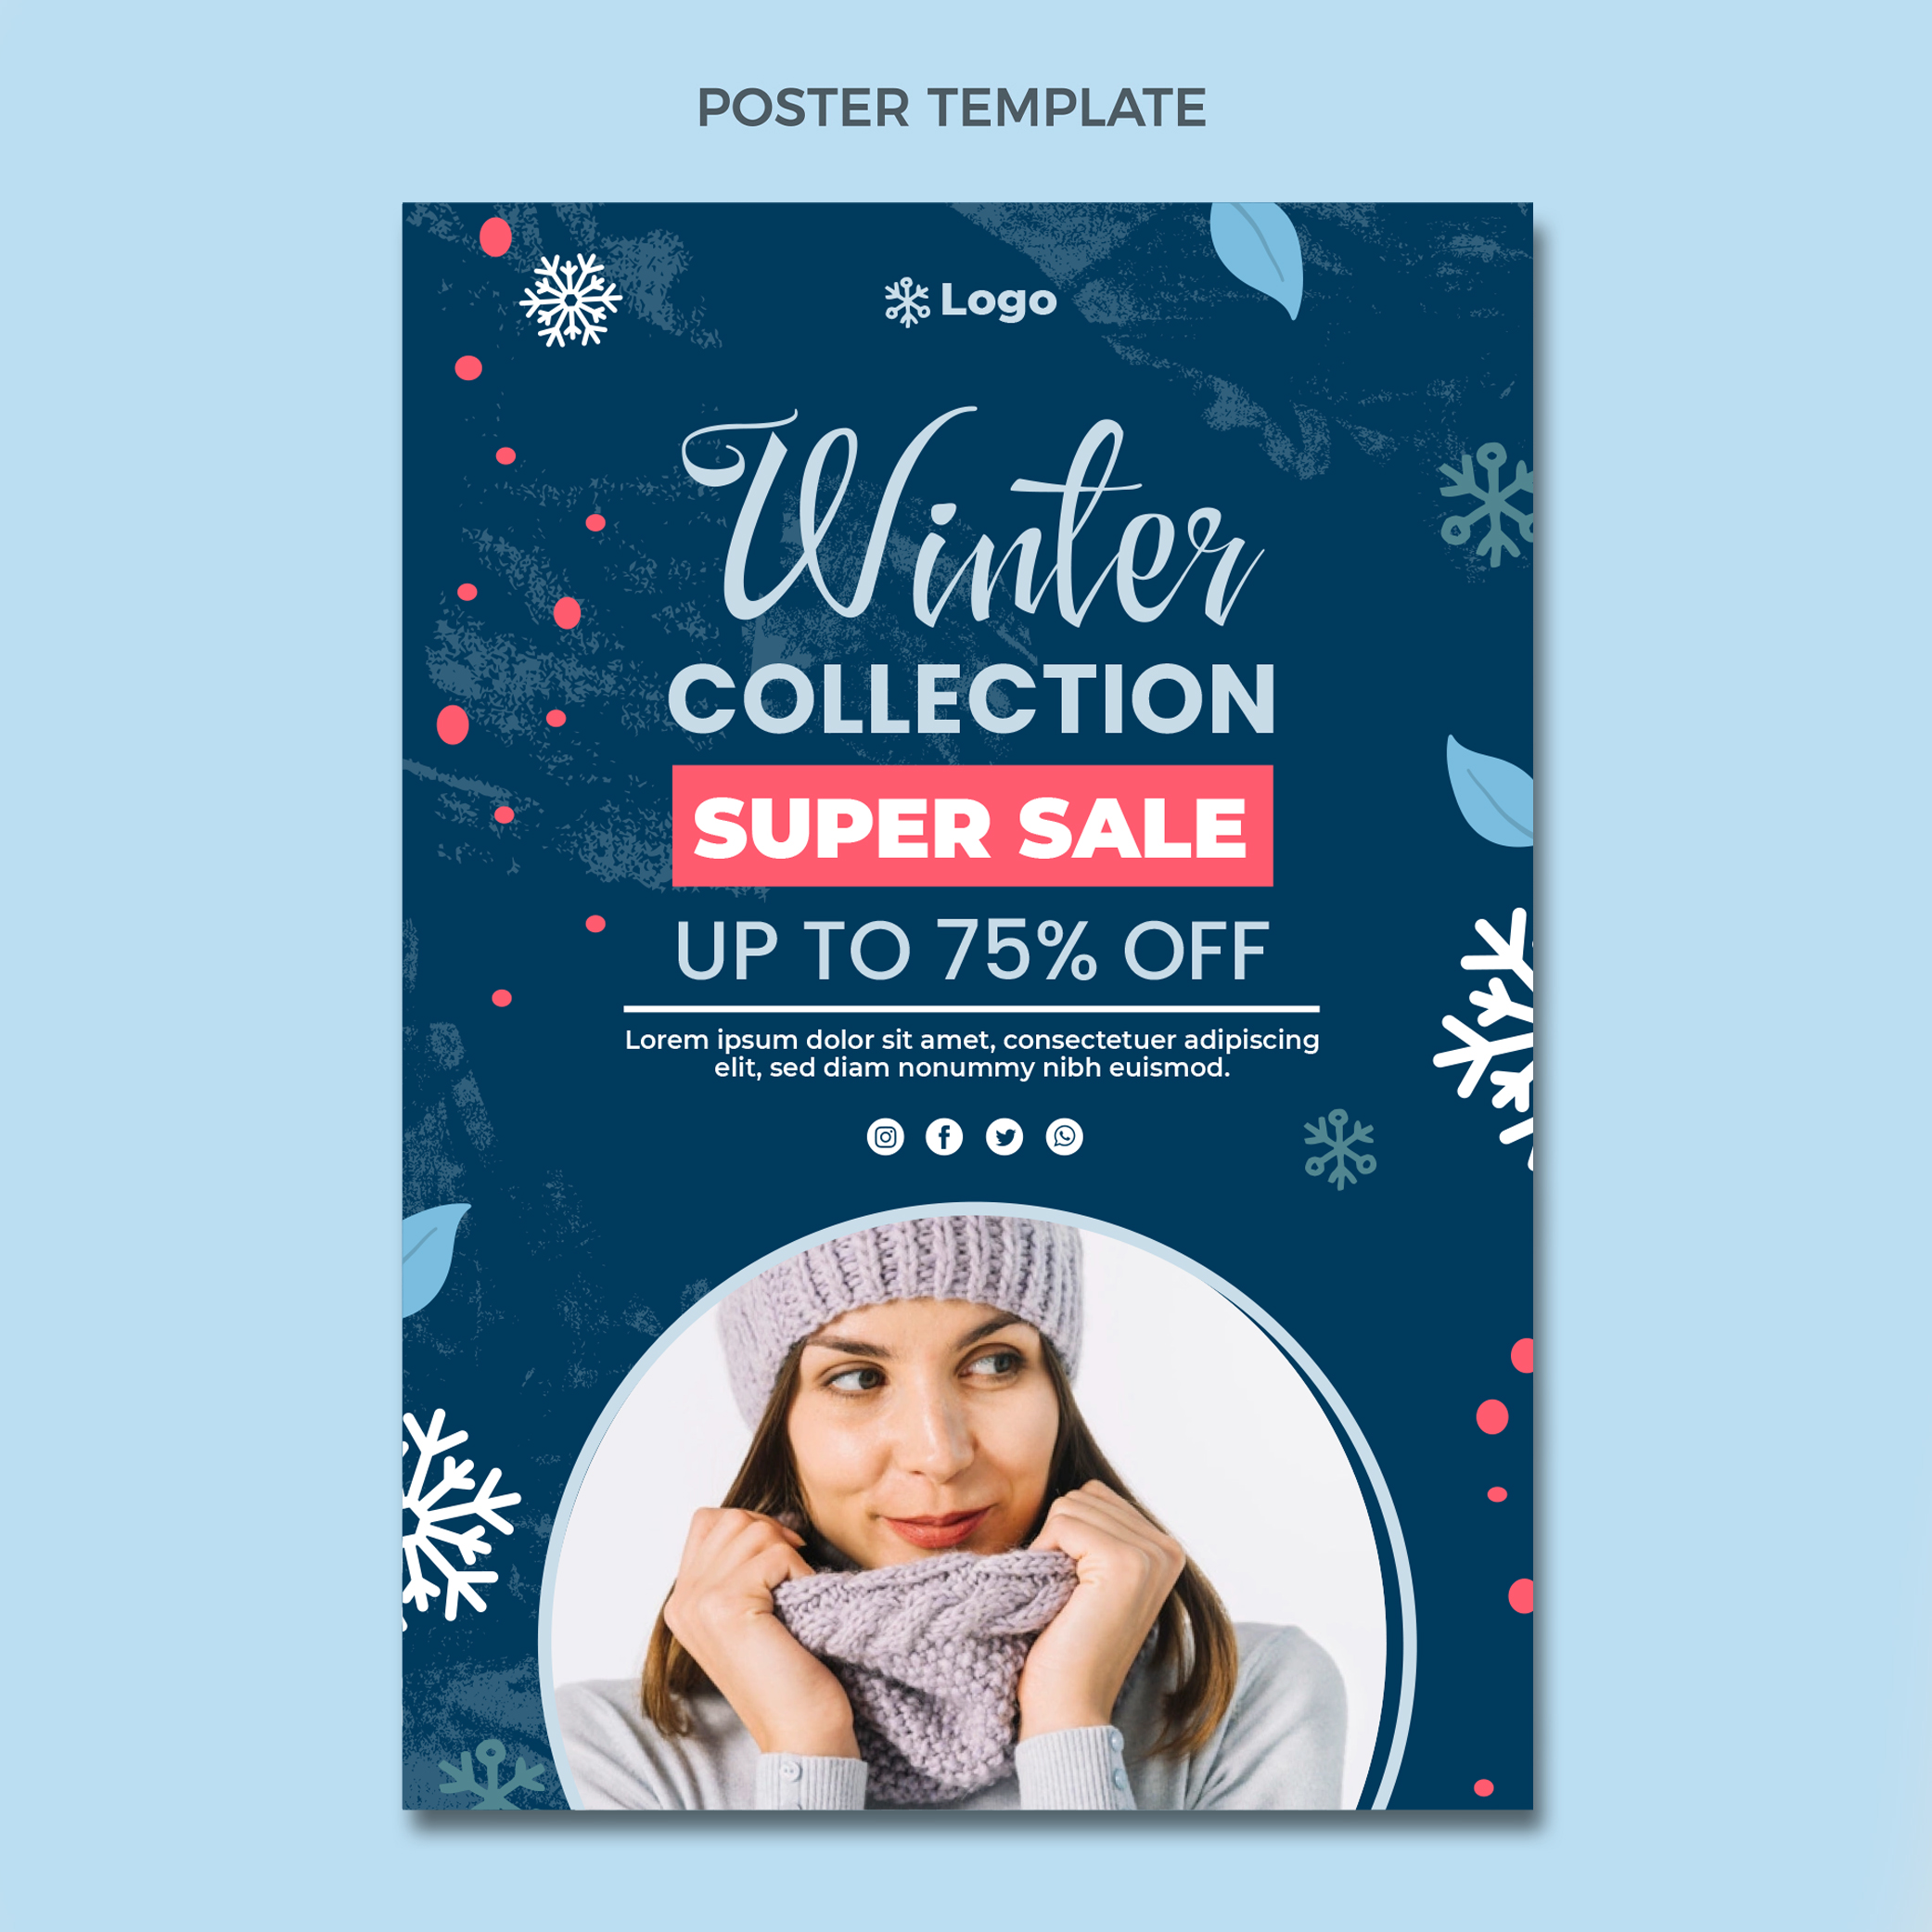 POSTER TEMPLATE
Logo
Winter
COLLECTION
SUPER SALE
UP TO 75% OFF
Lorem ipsum dolor sit amet, consectetuer adipiscing
elit, sed diam nonummy nibh euismod.